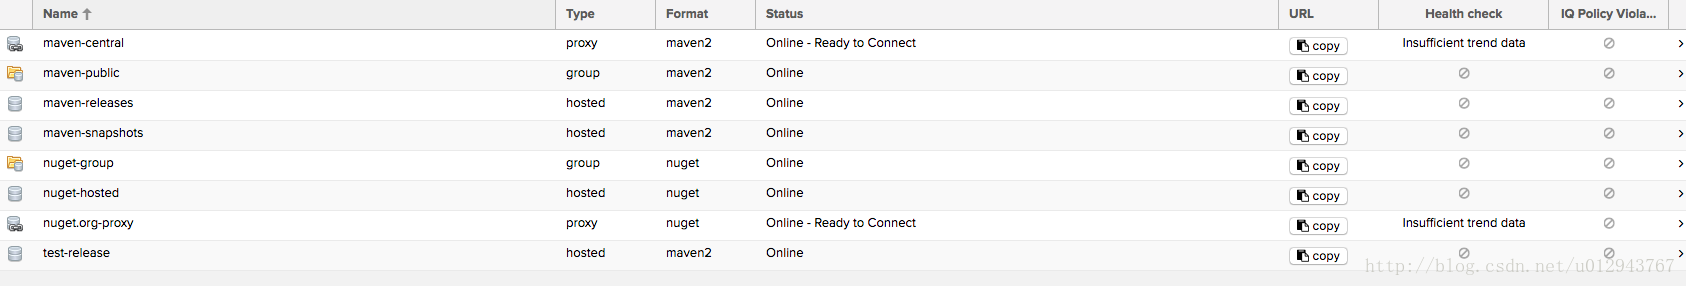 Name Type Format Status URL Health check IQ Policy Viola...
maven-central proxy maven2 Online - Ready to Connect copy Insufficient trend data
maven-public group maven2 Online copy
maven-releases hosted maven2 Online copy
maven-snapshots hosted maven2 Online copy
nuget-group group nuget Online copy
nuget-hosted hosted nuget Online copy
nuget.org-proxy proxy nuget Online - Ready to Connect copy Insufficient trend data
test-release hosted maven2 Online copy
http://blog.csdn.net/u012943767